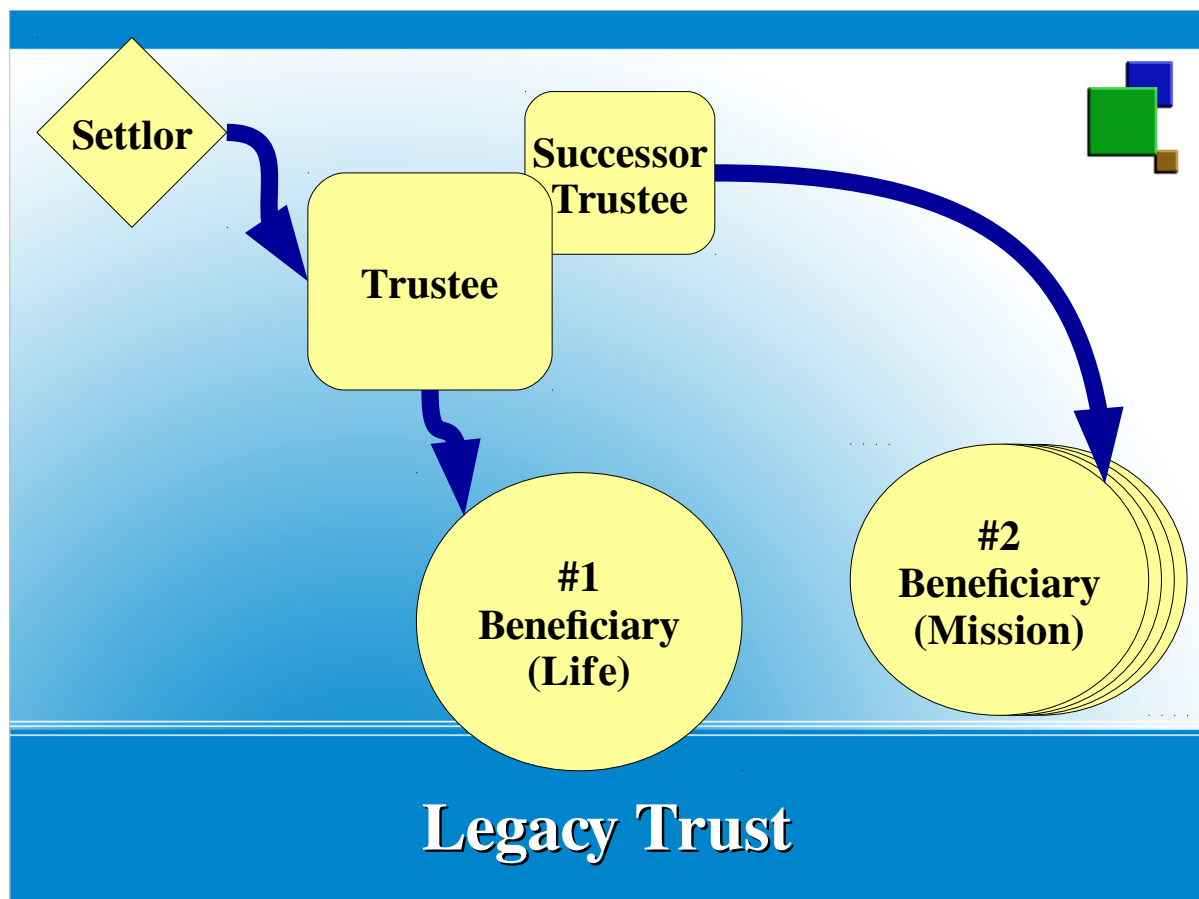 Settlor
Successor
Trustee
Trustee
#1
Beneficiary
(Life)
#2
Beneficiary
(Mission)
Legacy Trust